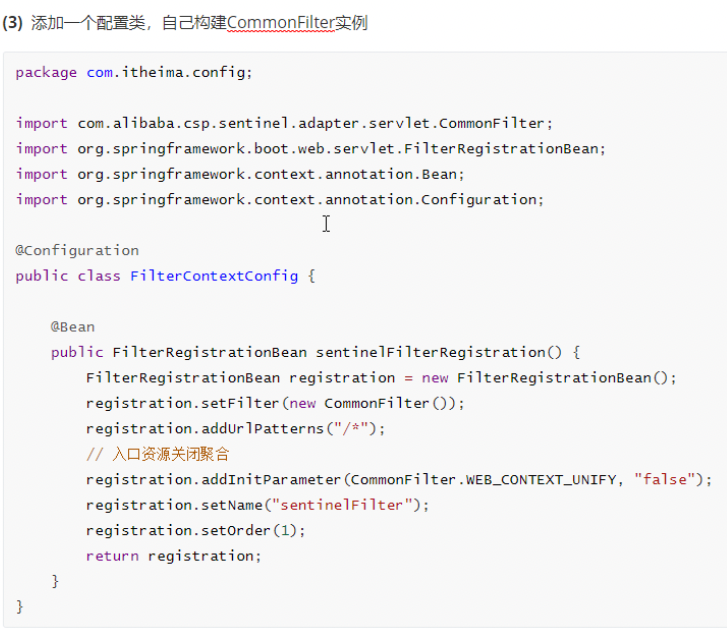 (3) 添加一个配置类，自己构建CommonFilter实例
package com.itheima.config;
import com.alibaba.csp.sentinel.adapter.servlet.CommonFilter;
import org.springframework.boot.web.servlet.FilterRegistrationBean;
import org.springframework.context.annotation.Bean;
import org.springframework.context.annotation.Configuration;
@Configuration
public class FilterContextConfig {
@Bean
public FilterRegistrationBean sentinelFilterRegistration() {
FilterRegistrationBean registration = new FilterRegistrationBean();
registration.setFilter(new CommonFilter());
registration.addUrlPatterns("/*");
// 入口资源关闭聚合
registration.addInitParameter(CommonFilter.WEB_CONTEXT_UNIFY, "false");
registration.setName("sentinelFilter");
registration.setOrder(1);
return registration;
}
}